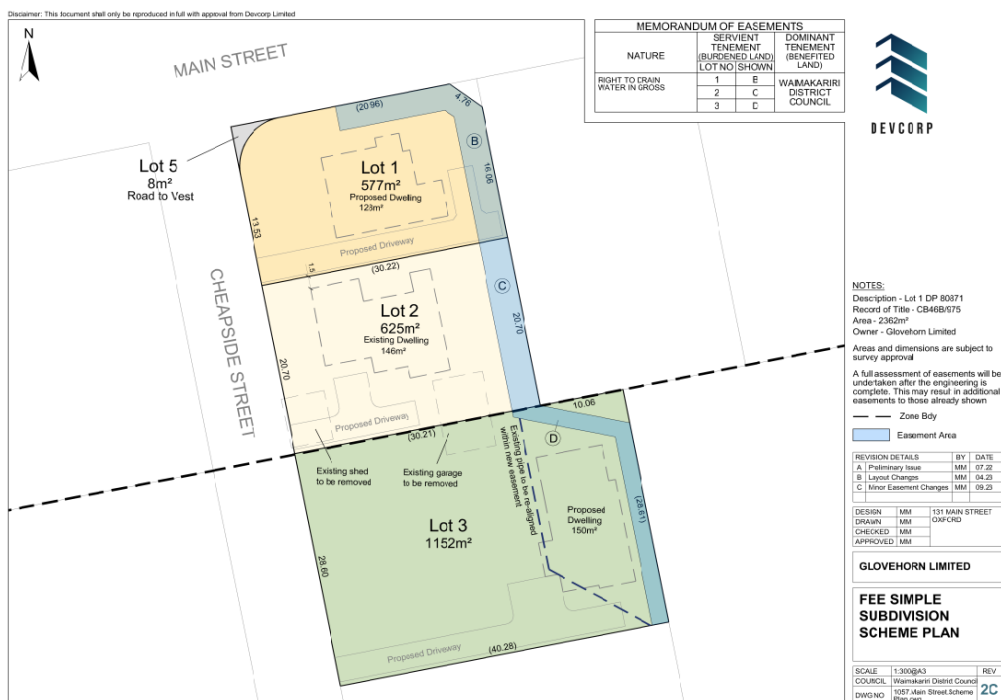 Disclaimer: This document shall only be reproduced in full with approval from Devcorp Limited
N
MAIN STREET
MEMORANDUM OF EASEMENTS
NATURE
SERVIENT
TENEMENT
(BURDENED LAND)
LOT NO SHOWN
DOMINANT
TENEMENT
(BENEFITED
LAND)
RIGHT TO DRAIN
WATER IN GROSS
1 B
2 C
3 D
WAIMAKARIRI
DISTRICT
COUNCIL
DEVCORP
(20.96)
4.76
B
16.06
Lot 5
8m²
Road to Vest
Lot 1
577m²
Proposed Dwelling
123m²
13.53
Proposed Driveway
(30.22)
1.5
CHEAPSIDE STREET
C
Lot 2
625m²
Existing Dwelling
146m²
20.70
20.70
Proposed Driveway
(30.21)
10.06
D
Existing shed
to be removed
Existing garage
to be removed
Existing pipe to be re-aligned
within new easement
Lot 3
1152m²
Proposed
Dwelling
150m²
(28.61)
28.60
Proposed Driveway
(40.28)
NOTES:
Description - Lot 1 DP 80871
Record of Title - CB46B/975
Area - 2362m²
Owner - Glovehorn Limited
Areas and dimensions are subject to
survey approval
A full assessment of easements will be
undertaken after the engineering is
complete. This may result in additional
easements to those already shown
Zone Bdy
Easement Area
REVISION DETAILS BY DATE
A Preliminary Issue MM 07.22
B Layout Changes MM 04.23
C Minor Easement Changes MM 09.23
DESIGN MM 131 MAIN STREET
DRAWN MM OXFORD
CHECKED MM
APPROVED MM
GLOVEHORN LIMITED
FEE SIMPLE
SUBDIVISION
SCHEME PLAN
SCALE 1:300@A3 REV
COUNCIL Waimakariri District Council
DWG NO 1057.Main Street.Scheme 2C